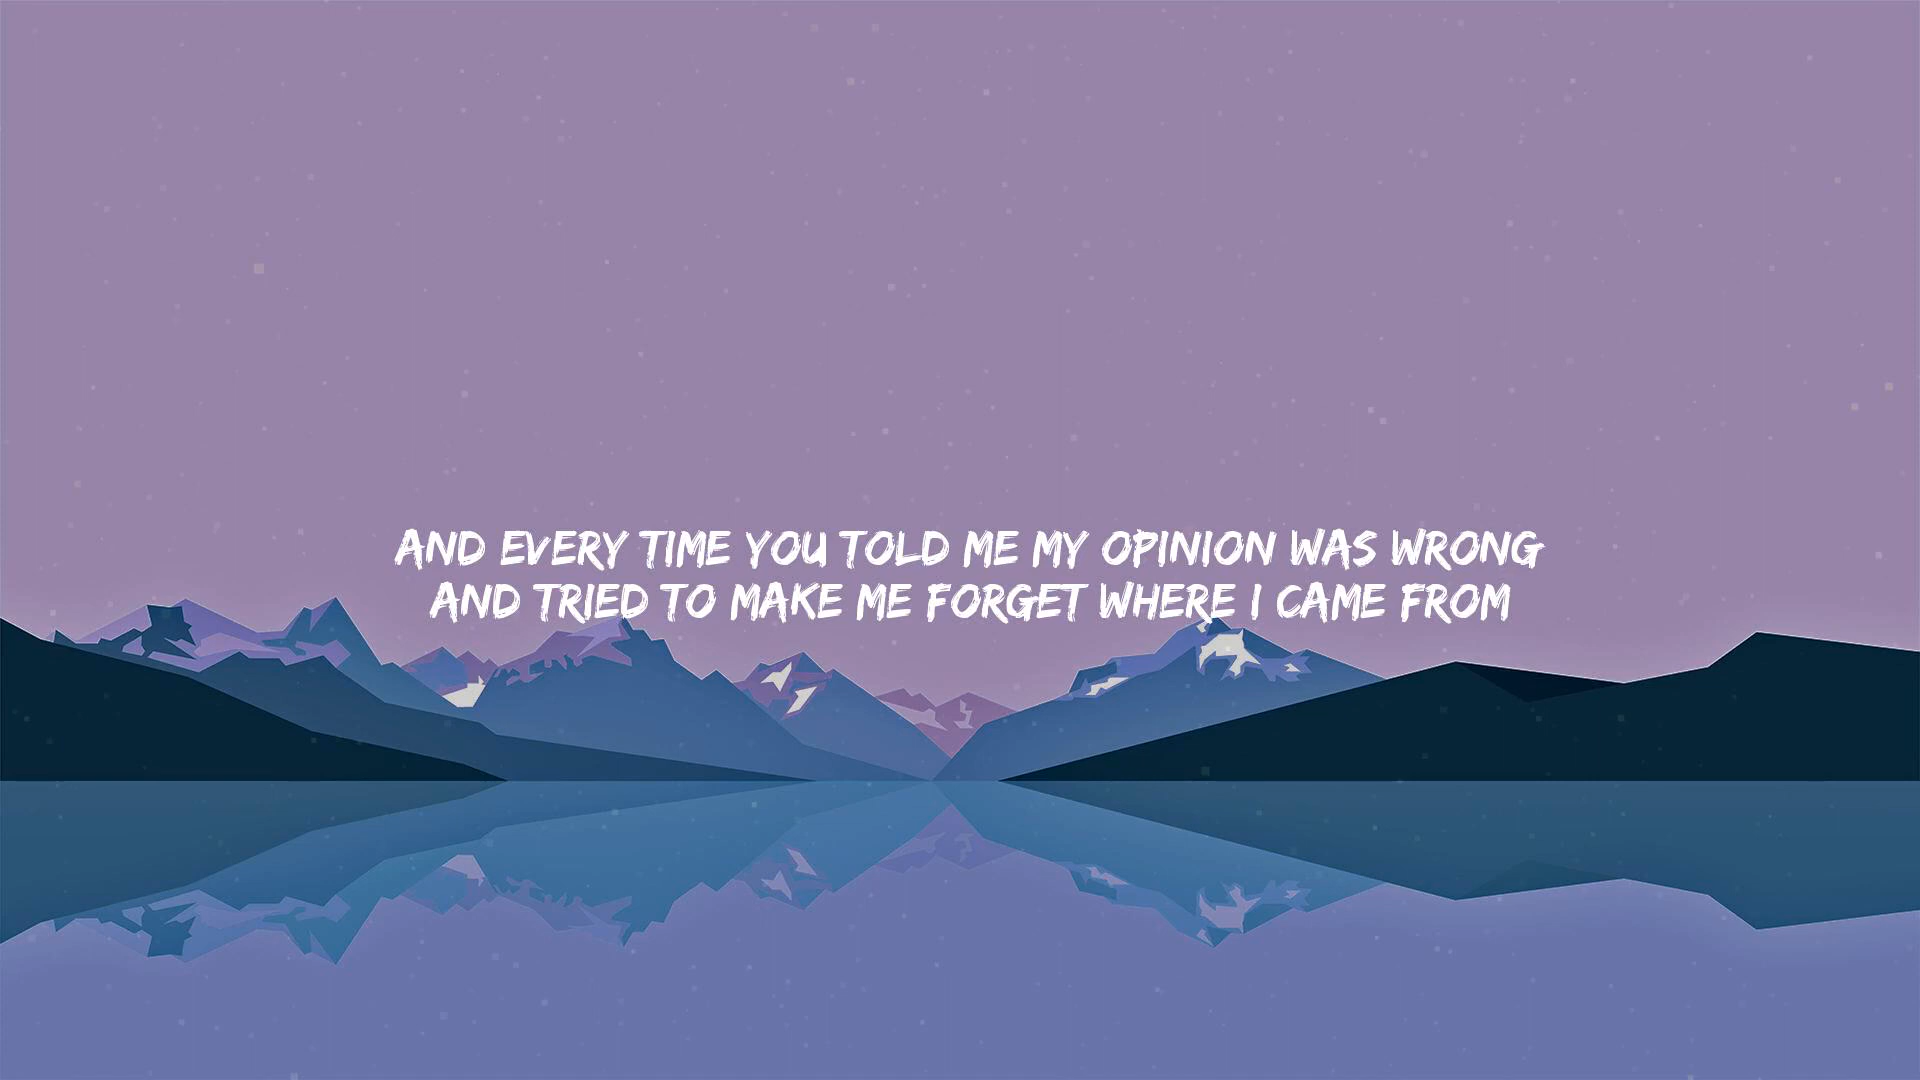 AND EVERY TIME YOU TOLD ME MY OPINION WAS WRONG
AND TRIED TO MAKE ME FORGET WHERE I CAME FROM